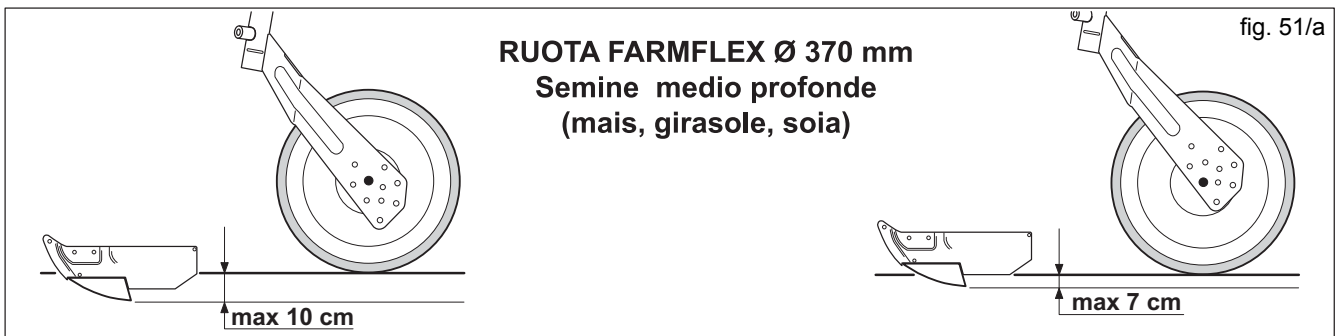 fig. 51/a
RUOTA FARMFLEX Ø 370 mm
Semine medio profonde
(mais, girasole, soia)
max 10 cm
max 7 cm